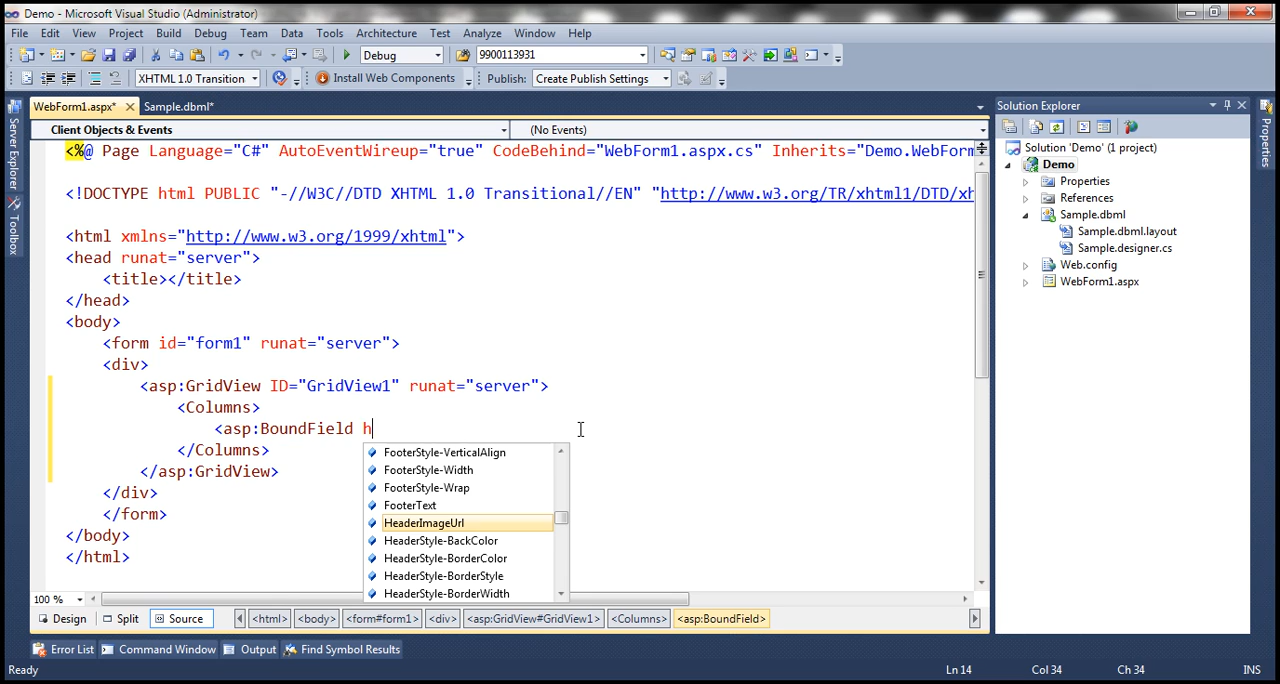 Demo - Microsoft Visual Studio (Administrator)
File Edit View Project Build Debug Team Data Tools Architecture Test Analyze Window Help
Debug 9900113931
XHTML 1.0 Transition Install Web Components Publish: Create Publish Settings
WebForm1.aspx* Sample.dbml*
Client Objects & Events (No Events)
<%@ Page Language="C#" AutoEventWireup="true" CodeBehind="WebForm1.aspx.cs" Inherits="Demo.WebForm
<!DOCTYPE html PUBLIC "-//W3C//DTD XHTML 1.0 Transitional//EN" "http://www.w3.org/TR/xhtml1/DTD/xh
<html xmlns="http://www.w3.org/1999/xhtml">
<head runat="server">
<title></title>
</head>
<body>
<form id="form1" runat="server">
<div>
<asp:GridView ID="GridView1" runat="server">
<Columns>
<asp:BoundField h
</Columns>
</asp:GridView>
</div>
</form>
</body>
</html>
FooterStyle-VerticalAlign
FooterStyle-Width
FooterStyle-Wrap
FooterText
HeaderImageUrl
HeaderStyle-BackColor
HeaderStyle-BorderColor
HeaderStyle-BorderStyle
HeaderStyle-BorderWidth
100 %
Design Split Source <html> <body> <form#form1> <div> <asp:GridView#GridView1> <Columns> <asp:BoundField>
Error List Command Window Output Find Symbol Results
Ready Ln 14 Col 34 Ch 34 INS
Server Explorer
Toolbox
Solution Explorer
Solution 'Demo' (1 project)
Demo
Properties
References
Sample.dbml
Sample.dbml.layout
Sample.designer.cs
Web.config
WebForm1.aspx
Properties